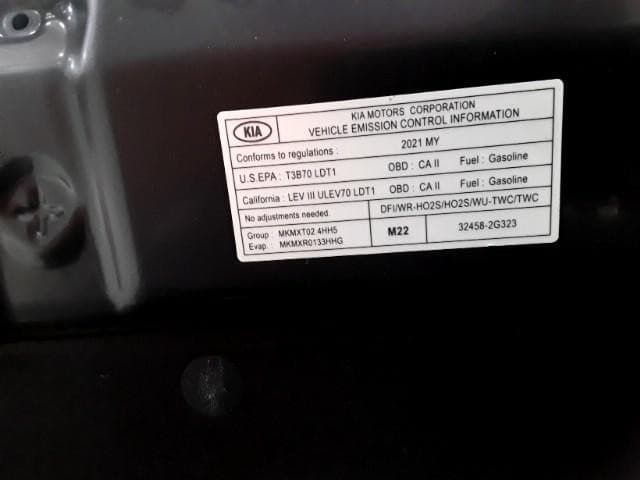 KIA
KIA MOTORS CORPORATION
VEHICLE EMISSION CONTROL INFORMATION
Conforms to regulations : 2021 MY
U.S.EPA : T3B70 LDT1 OBD : CA II Fuel : Gasoline
California : LEV III ULEV70 LDT1 OBD : CA II Fuel : Gasoline
No adjustments needed. DFI/WR-HO2S/HO2S/WU-TWC/TWC
Group : MKMXT02.4HH5
Evap. : MKMXR0133HHG
M22
32458-2G323